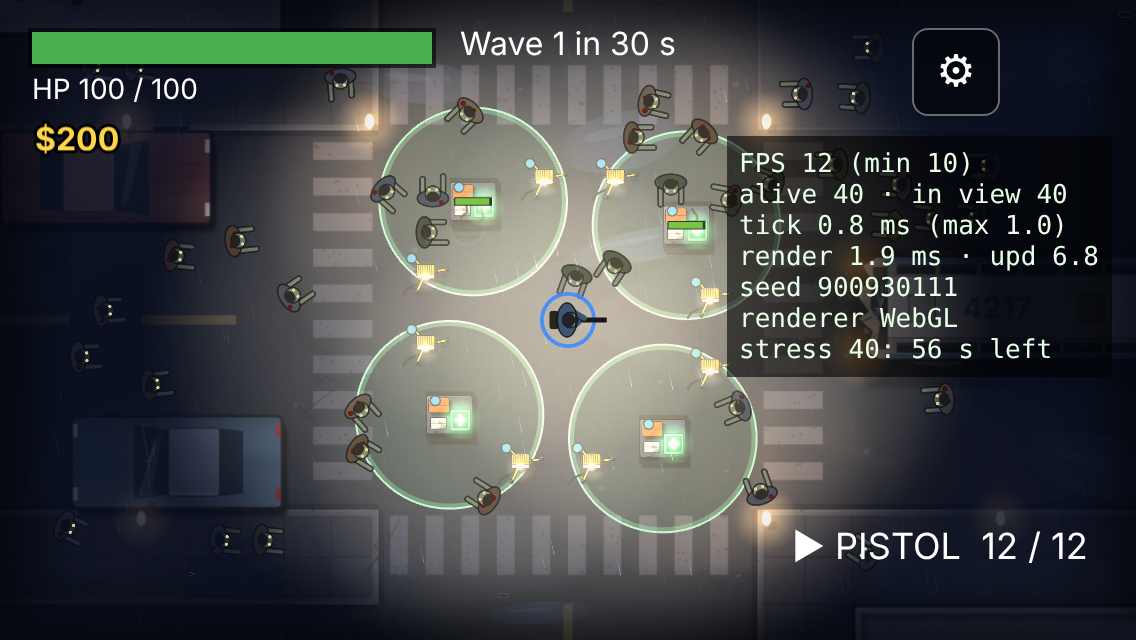 Wave 1 in 30 s
HP 100 / 100
$200
FPS 12 (min 10)
alive 40 · in view 40
tick 0.8 ms (max 1.0)
render 1.9 ms · upd 6.8
seed 900930111
renderer WebGL
stress 40: 56 s left
4217
PISTOL 12 / 12